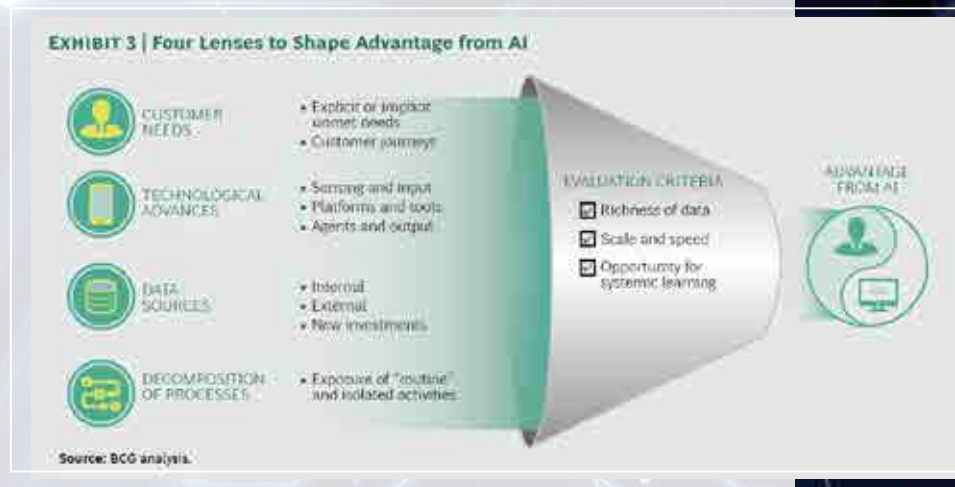 EXHIBIT 3 | Four Lenses to Shape Advantage from AI
CUSTOMER
NEEDS
• Explicit or implicit
unmet needs
• Customer journeys
TECHNOLOGICAL
ADVANCES
• Sensing and input
• Platforms and tools
• Agents and output
DATA
SOURCES
• Internal
• External
• New investments
DECOMPOSITION
OF PROCESSES
• Exposure of "routine"
and isolated activities
EVALUATION CRITERIA
Richness of data
Scale and speed
Opportunity for
systemic learning
ADVANTAGE
FROM AI
Source: BCG analysis.